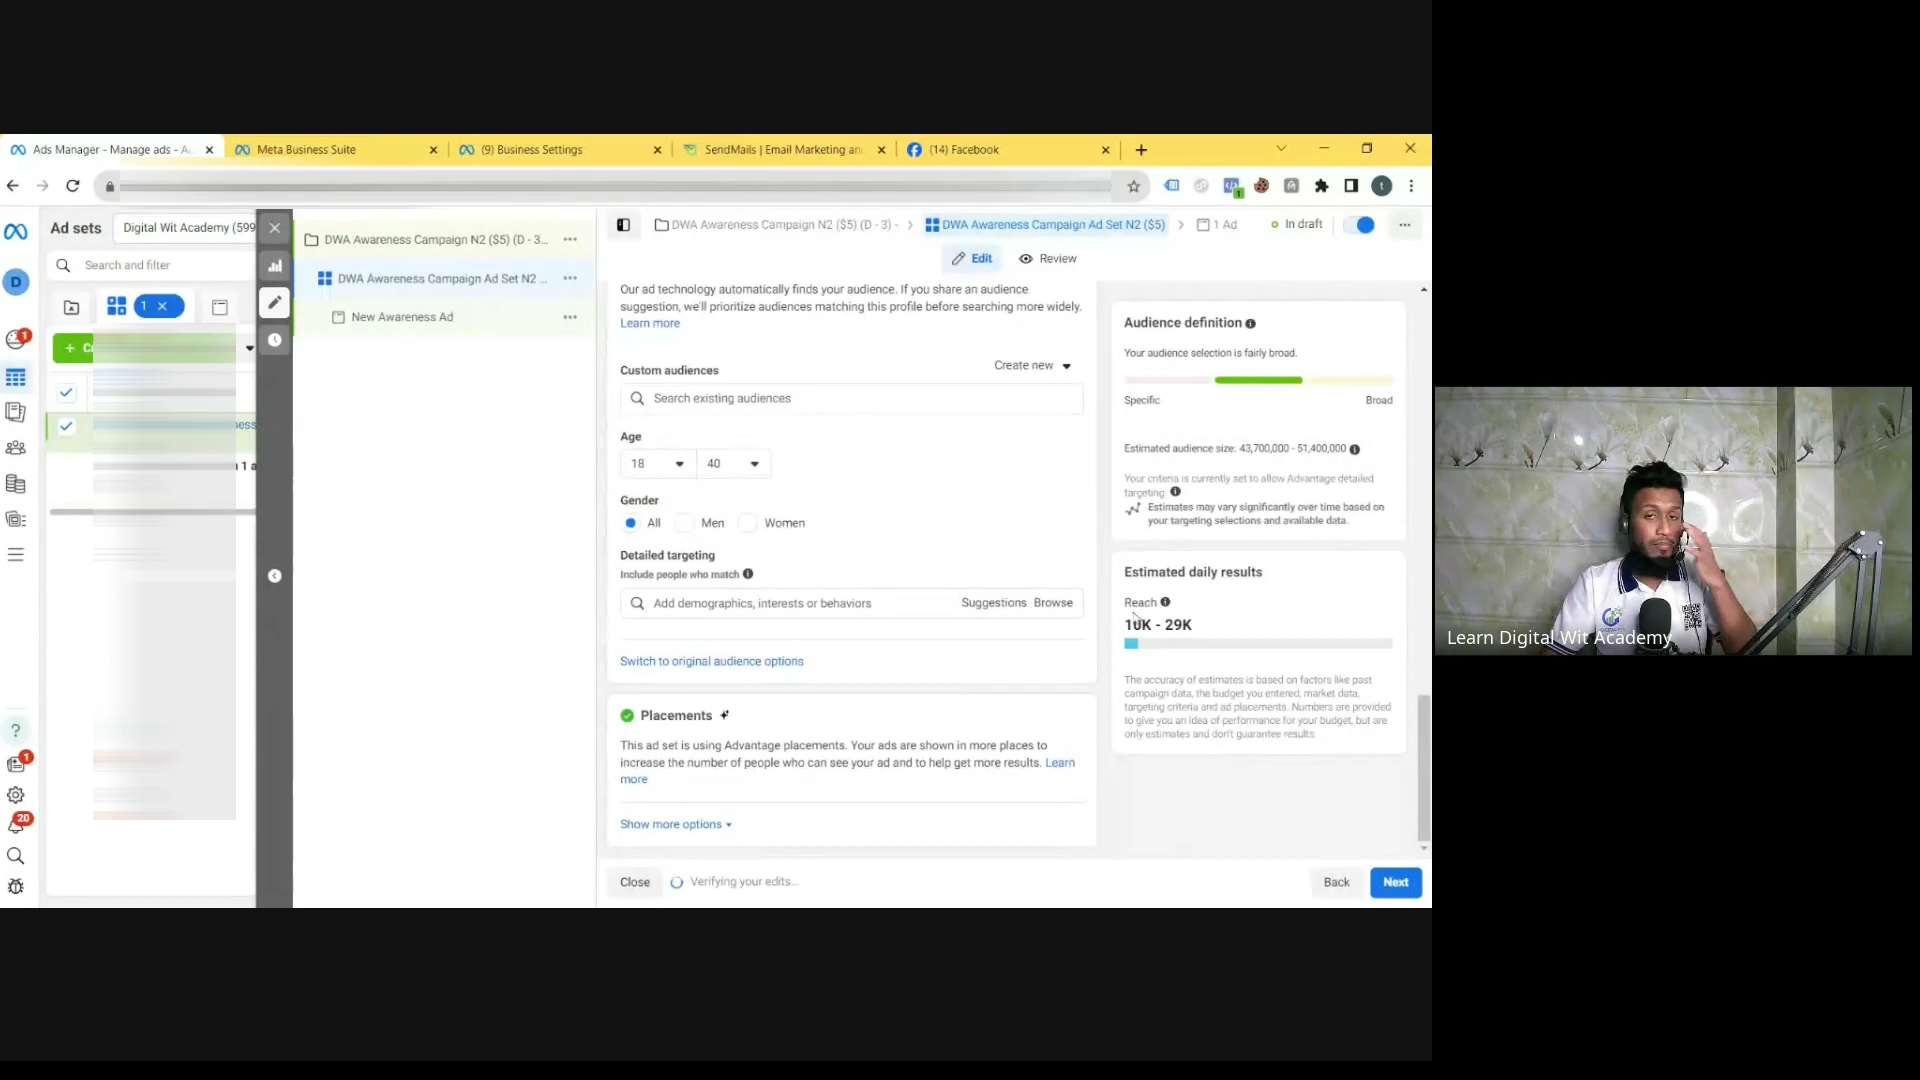 Ads Manager - Manage ads - A
Meta Business Suite
(9) Business Settings
SendMails | Email Marketing an
(14) Facebook
Ad sets
Digital Wit Academy (599
DWA Awareness Campaign N2 ($5) (D - 3...
DWA Awareness Campaign N2 ($5) (D - 3) -
DWA Awareness Campaign Ad Set N2 ($5)
1 Ad
In draft
Search and filter
Edit
Review
DWA Awareness Campaign Ad Set N2 ...
New Awareness Ad
1
Our ad technology automatically finds your audience. If you share an audience
suggestion, we'll prioritize audiences matching this profile before searching more widely.
Learn more
Custom audiences
Create new
Search existing audiences
Age
18
40
Gender
All
Men
Women
Detailed targeting
Include people who match
Add demographics, interests or behaviors
Suggestions
Browse
Switch to original audience options
Placements
This ad set is using Advantage placements. Your ads are shown in more places to
increase the number of people who can see your ad and to help get more results. Learn
more
Show more options
Close
Verifying your edits...
Back
Next
Audience definition
Your audience selection is fairly broad.
Specific
Broad
Estimated audience size: 43,700,000 - 51,400,000
Your criteria is currently set to allow Advantage detailed
targeting.
Estimates may vary significantly over time based on
your targeting selections and available data.
Estimated daily results
Reach
10K - 29K
The accuracy of estimates is based on factors like past
campaign data, the budget you entered, market data,
targeting criteria and ad placements. Numbers are provided
to give you an idea of performance for your budget, but are
only estimates and don't guarantee results.
D
1
1
20
Learn Digital Wit Academy